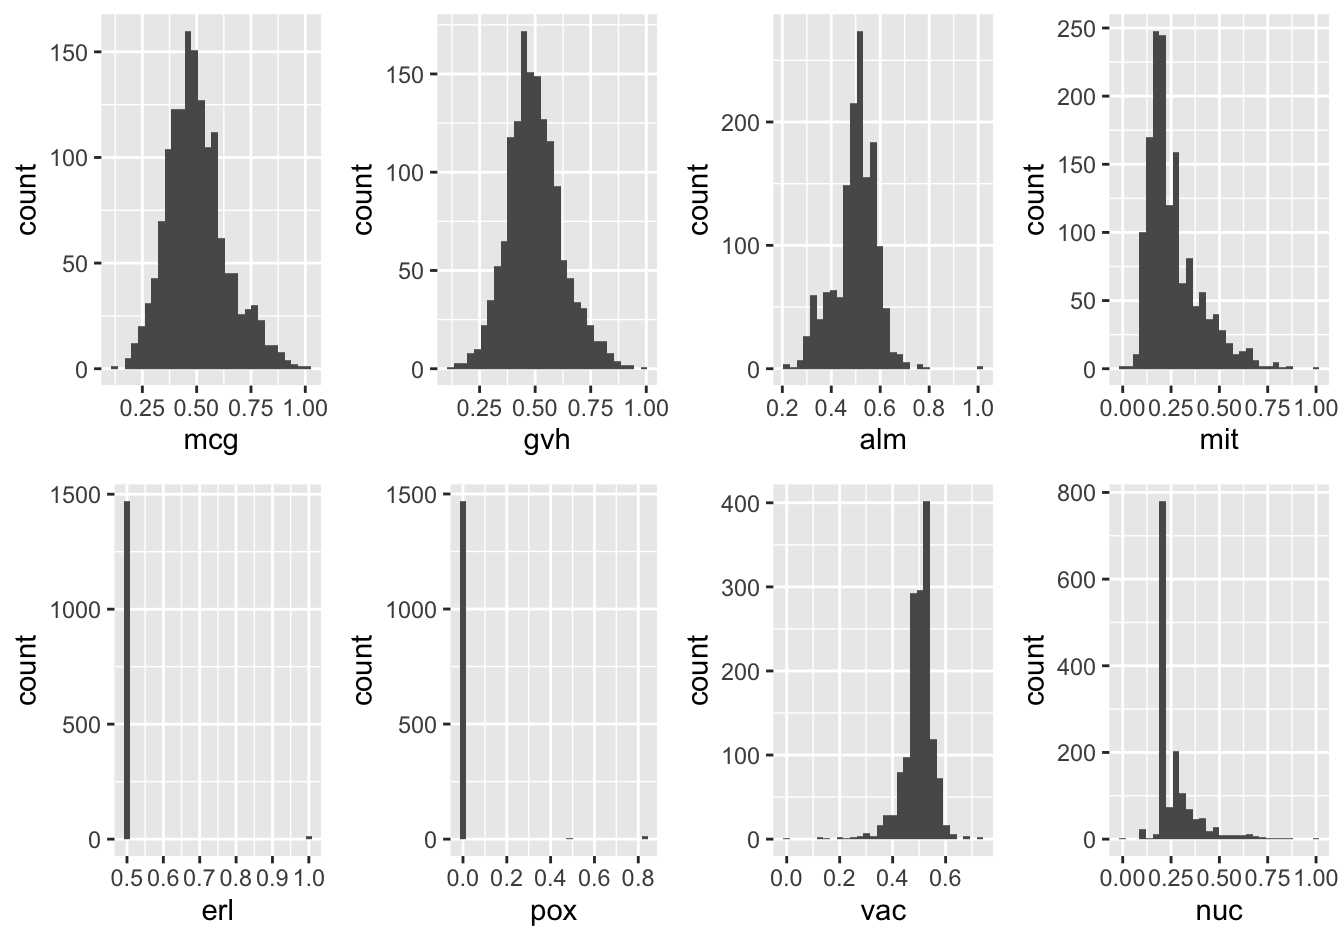 count
150
100
50
0
0.25 0.50 0.75 1.00
mcg
count
150
100
50
0
0.25 0.50 0.75 1.00
gvh
count
200
100
0
0.2 0.4 0.6 0.8 1.0
alm
count
250
200
150
100
50
0
0.00 0.25 0.50 0.75 1.00
mit
count
1500
1000
500
0
0.5 0.6 0.7 0.8 0.9 1.0
erl
count
1500
1000
500
0
0.0 0.2 0.4 0.6 0.8
pox
count
400
300
200
100
0
0.0 0.2 0.4 0.6
vac
count
800
600
400
200
0
0.00 0.25 0.50 0.75 1.00
nuc